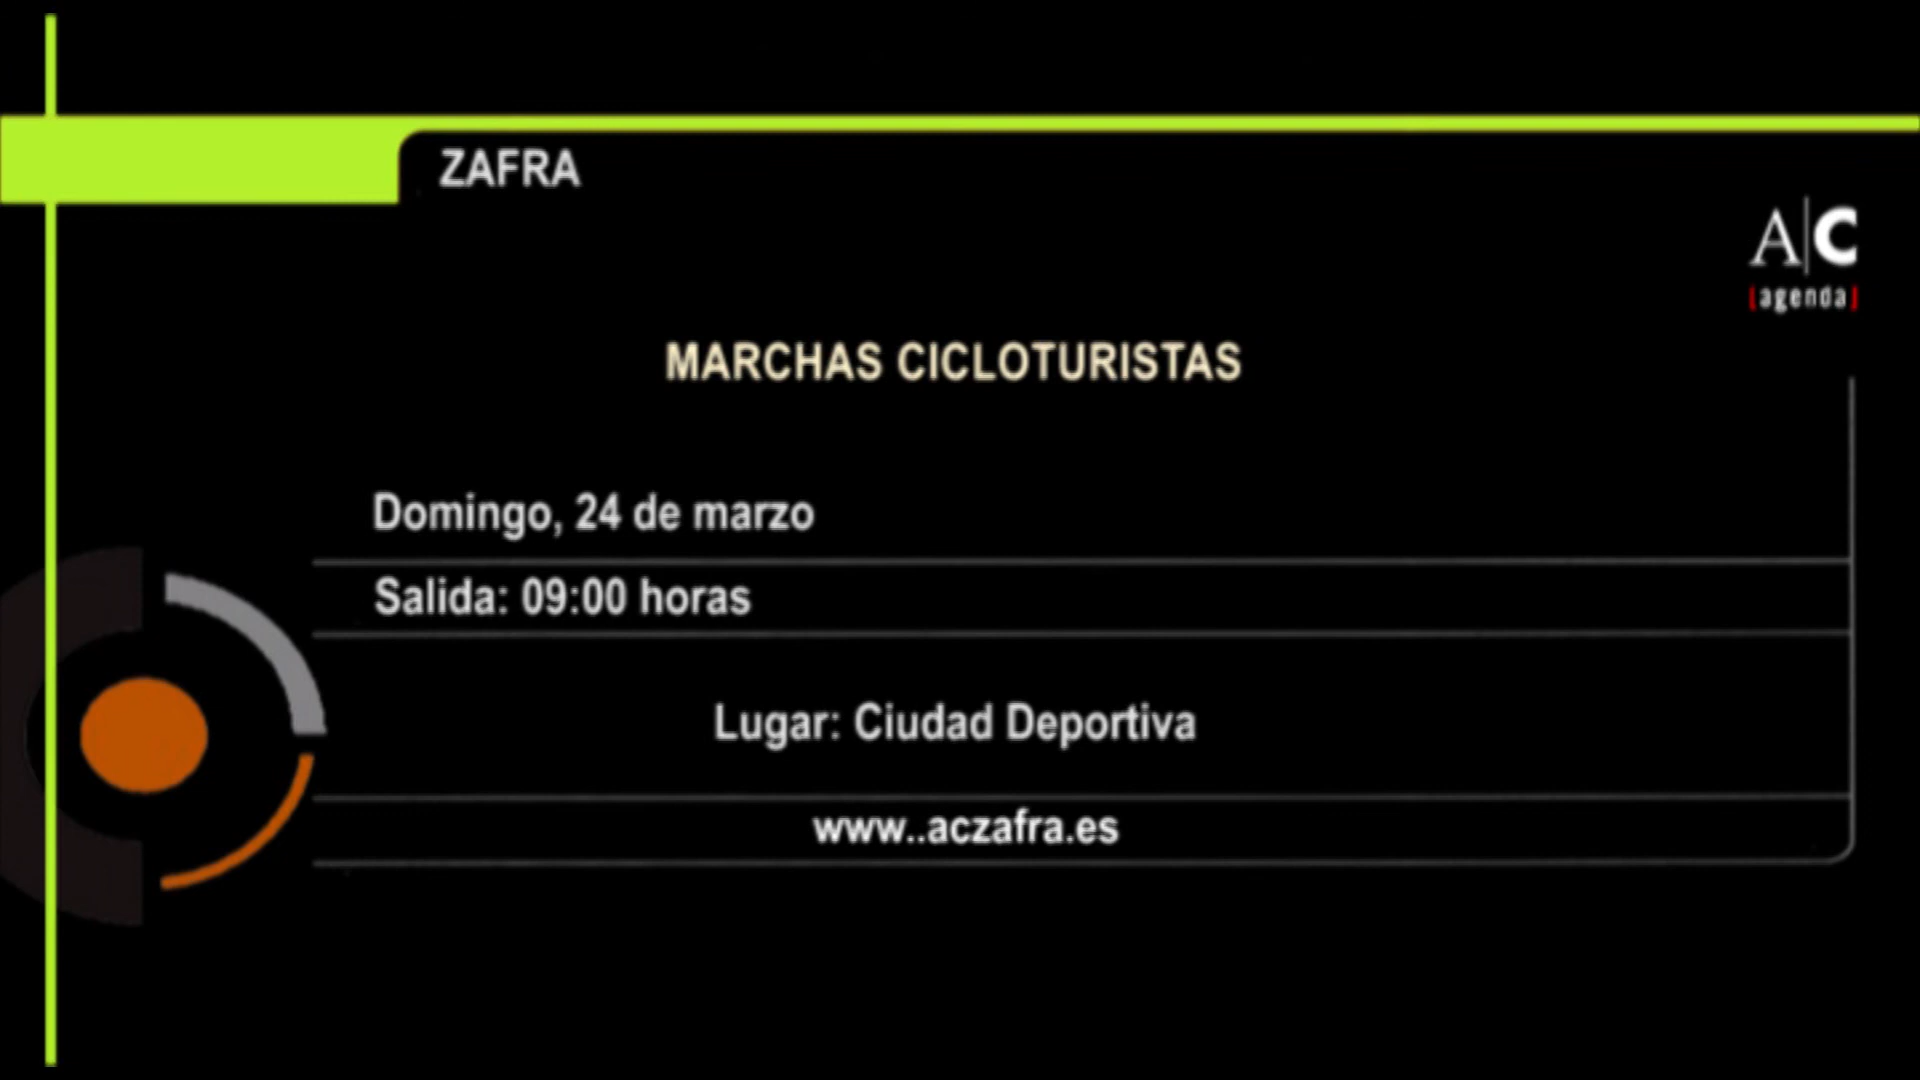 ZAFRA
A|C
[agenda]
MARCHAS CICLOTURISTAS
Domingo, 24 de marzo
Salida: 09:00 horas
Lugar: Ciudad Deportiva
www..aczafra.es